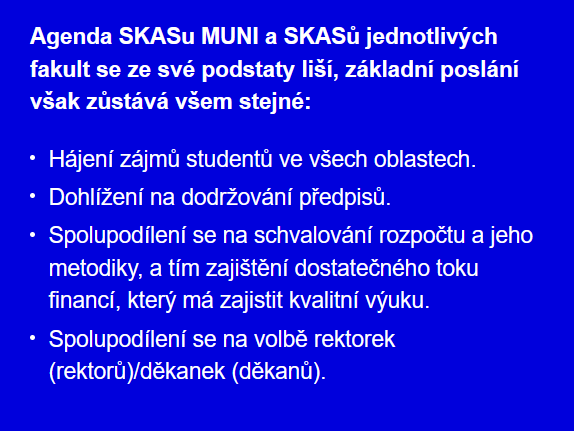 Agenda SKASu MUNI a SKASů jednotlivých
fakult se ze své podstaty liší, základní poslání
však zůstává všem stejné:
• Hájení zájmů studentů ve všech oblastech.
• Dohlížení na dodržování předpisů.
• Spolupodílení se na schvalování rozpočtu a jeho
metodiky, a tím zajištění dostatečného toku
financí, který má zajistit kvalitní výuku.
• Spolupodílení se na volbě rektorek
(rektorů)/děkanek (děkanů).